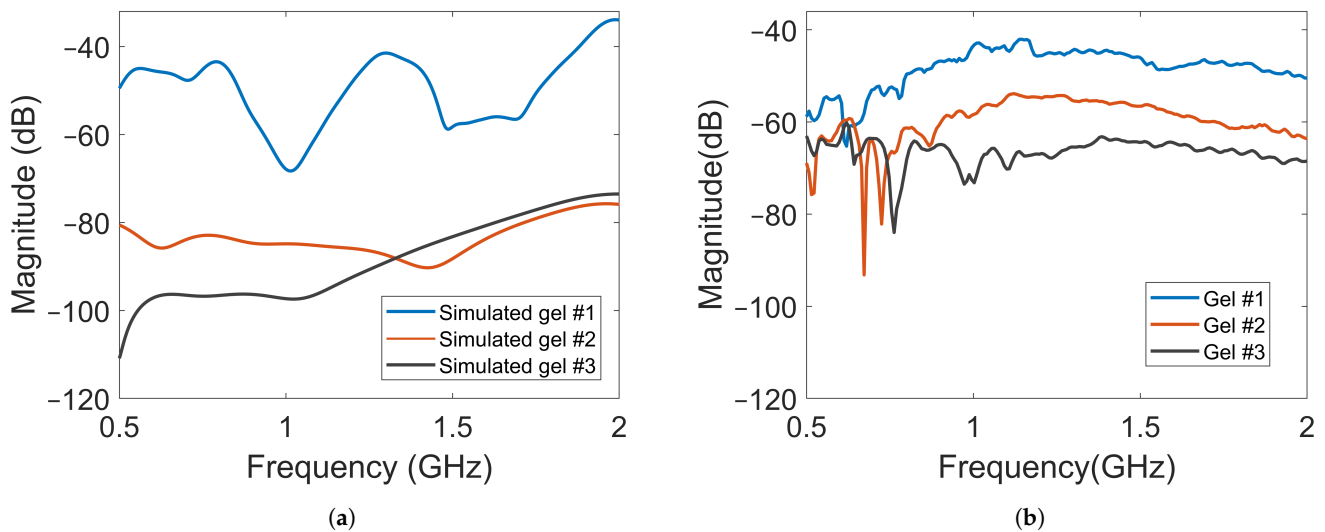 −40
−60
−80
−100
−120
Magnitude (dB)
0.5
1
1.5
2
Frequency (GHz)
Simulated gel #1
Simulated gel #2
Simulated gel #3
(a)
−40
−60
−80
−100
−120
Magnitude(dB)
0.5
1
1.5
2
Frequency(GHz)
Gel #1
Gel #2
Gel #3
(b)